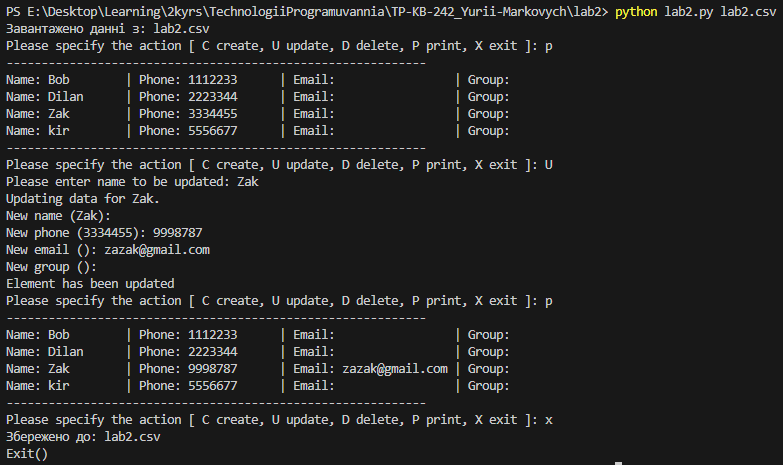 PS E:\Desktop\Learning\2kyrs\TechnologiiProgramuvannia\TP-KB-242_Yurii-Markovych\lab2> python lab2.py lab2.csv
Завантажено данні з: lab2.csv
Please specify the action [ C create, U update, D delete, P print, X exit ]: p
------------------------------------------------------------
Name: Bob        | Phone: 1112233      | Email:                 | Group:
Name: Dilan      | Phone: 2223344      | Email:                 | Group:
Name: Zak        | Phone: 3334455      | Email:                 | Group:
Name: kir        | Phone: 5556677      | Email:                 | Group:
------------------------------------------------------------
Please specify the action [ C create, U update, D delete, P print, X exit ]: U
Please enter name to be updated: Zak
Updating data for Zak.
New name (Zak):
New phone (3334455): 9998787
New email (): zazak@gmail.com
New group ():
Element has been updated
Please specify the action [ C create, U update, D delete, P print, X exit ]: p
------------------------------------------------------------
Name: Bob        | Phone: 1112233      | Email:                 | Group:
Name: Dilan      | Phone: 2223344      | Email:                 | Group:
Name: Zak        | Phone: 9998787      | Email: zazak@gmail.com | Group:
Name: kir        | Phone: 5556677      | Email:                 | Group:
------------------------------------------------------------
Please specify the action [ C create, U update, D delete, P print, X exit ]: x
Збережено до: lab2.csv
Exit()